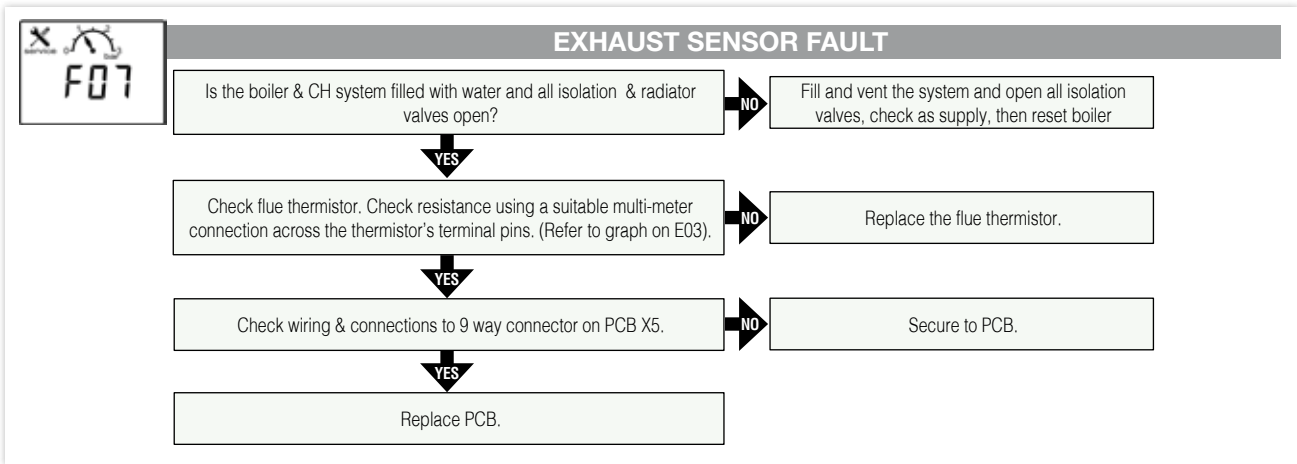 service
F07
EXHAUST SENSOR FAULT
Is the boiler & CH system filled with water and all isolation & radiator
valves open?
NO
Fill and vent the system and open all isolation
valves, check as supply, then reset boiler
YES
Check flue thermistor. Check resistance using a suitable multi-meter
connection across the thermistor's terminal pins. (Refer to graph on E03).
NO
Replace the flue thermistor.
YES
Check wiring & connections to 9 way connector on PCB X5.
NO
Secure to PCB.
YES
Replace PCB.